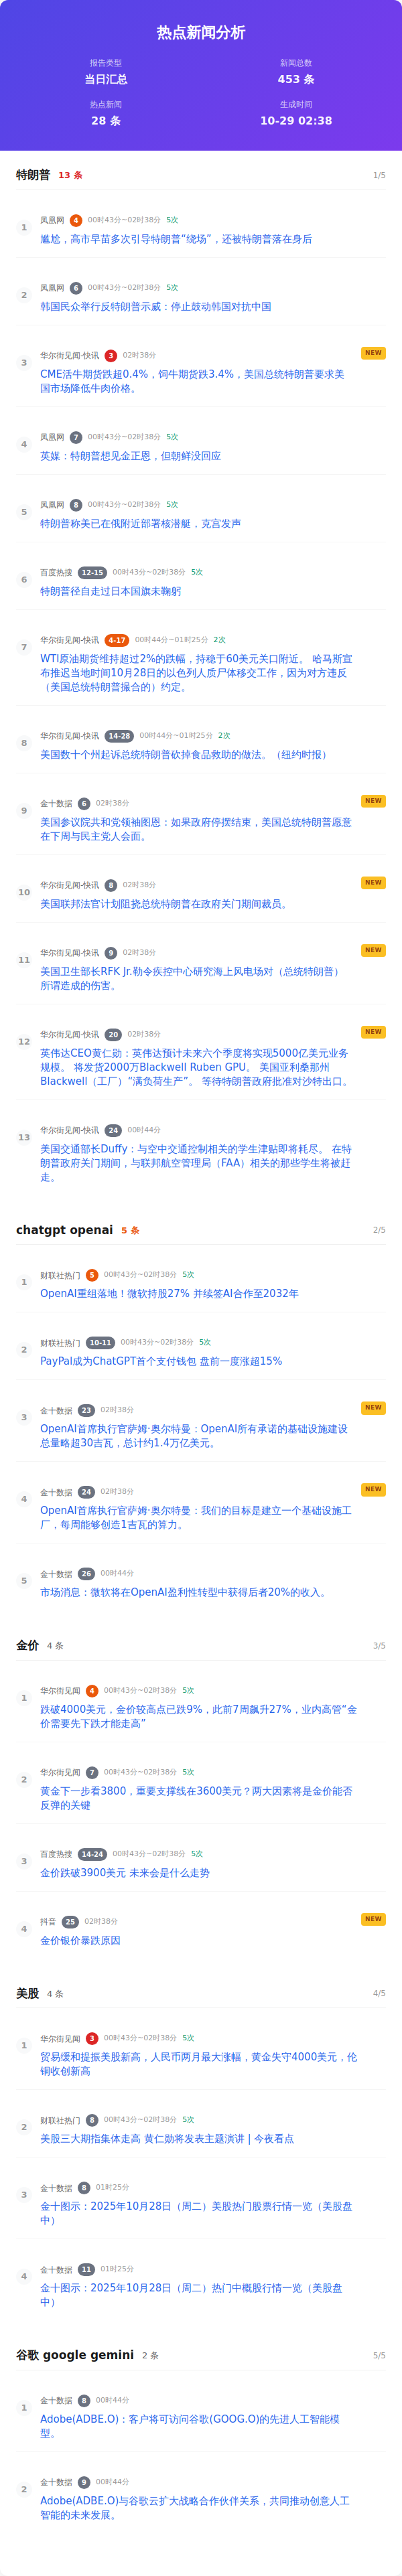 热点新闻分析
报告类型
新闻总数
当日汇总
453 条
热点新闻
生成时间
28 条
10-29 02:38
特朗普 13 条 1/5
1
凤凰网 4 00时43分~02时38分 5次
尴尬，高市早苗多次引导特朗普“绕场”，还被特朗普落在身后
2
凤凰网 6 00时43分~02时38分 5次
韩国民众举行反特朗普示威：停止鼓动韩国对抗中国
3
华尔街见闻-快讯 3 02时38分 NEW
CME活牛期货跌超0.4%，饲牛期货跌3.4%，美国总统特朗普要求美
国市场降低牛肉价格。
4
凤凰网 7 00时43分~02时38分 5次
英媒：特朗普想见金正恩，但朝鲜没回应
5
凤凰网 8 00时43分~02时38分 5次
特朗普称美已在俄附近部署核潜艇，克宫发声
6
百度热搜 12-15 00时43分~02时38分 5次
特朗普径自走过日本国旗未鞠躬
7
华尔街见闻-快讯 4-17 00时44分~01时25分 2次
WTI原油期货维持超过2%的跌幅，持稳于60美元关口附近。 哈马斯宣
布推迟当地时间10月28日的以色列人质尸体移交工作，因为对方违反
（美国总统特朗普撮合的）约定。
8
华尔街见闻-快讯 14-28 00时44分~01时25分 2次
美国数十个州起诉总统特朗普砍掉食品救助的做法。（纽约时报）
9
金十数据 6 02时38分 NEW
美国参议院共和党领袖图恩：如果政府停摆结束，美国总统特朗普愿意
在下周与民主党人会面。
10
华尔街见闻-快讯 8 02时38分 NEW
美国联邦法官计划阻挠总统特朗普在政府关门期间裁员。
11
华尔街见闻-快讯 9 02时38分 NEW
美国卫生部长RFK Jr.勒令疾控中心研究海上风电场对（总统特朗普）
所谓造成的伤害。
12
华尔街见闻-快讯 20 02时38分 NEW
英伟达CEO黄仁勋：英伟达预计未来六个季度将实现5000亿美元业务
规模。 将发货2000万Blackwell Ruben GPU。 美国亚利桑那州
Blackwell（工厂）“满负荷生产”。 等待特朗普政府批准对沙特出口。
13
华尔街见闻-快讯 24 00时44分
美国交通部长Duffy：与空中交通控制相关的学生津贴即将耗尽。 在特
朗普政府关门期间，与联邦航空管理局（FAA）相关的那些学生将被赶
走。
chatgpt openai 5 条 2/5
1
财联社热门 5 00时43分~02时38分 5次
OpenAI重组落地！微软持股27% 并续签AI合作至2032年
2
财联社热门 10-11 00时43分~02时38分 5次
PayPal成为ChatGPT首个支付钱包 盘前一度涨超15%
3
金十数据 23 02时38分 NEW
OpenAI首席执行官萨姆·奥尔特曼：OpenAI所有承诺的基础设施建设
总量略超30吉瓦，总计约1.4万亿美元。
4
金十数据 24 02时38分 NEW
OpenAI首席执行官萨姆·奥尔特曼：我们的目标是建立一个基础设施工
厂，每周能够创造1吉瓦的算力。
5
金十数据 26 00时44分
市场消息：微软将在OpenAI盈利性转型中获得后者20%的收入。
金价 4 条 3/5
1
华尔街见闻 4 00时43分~02时38分 5次
跌破4000美元，金价较高点已跌9%，此前7周飙升27%，业内高管“金
价需要先下跌才能走高”
2
华尔街见闻 7 00时43分~02时38分 5次
黄金下一步看3800，重要支撑线在3600美元？两大因素将是金价能否
反弹的关键
3
百度热搜 14-24 00时43分~02时38分 5次
金价跌破3900美元 未来会是什么走势
4
抖音 25 02时38分 NEW
金价银价暴跌原因
美股 4 条 4/5
1
华尔街见闻 3 00时43分~02时38分 5次
贸易缓和提振美股新高，人民币两月最大涨幅，黄金失守4000美元，伦
铜收创新高
2
财联社热门 8 00时43分~02时38分 5次
美股三大期指集体走高 黄仁勋将发表主题演讲 | 今夜看点
3
金十数据 8 01时25分
金十图示：2025年10月28日（周二）美股热门股票行情一览（美股盘
中）
4
金十数据 11 01时25分
金十图示：2025年10月28日（周二）热门中概股行情一览（美股盘
中）
谷歌 google gemini 2 条 5/5
1
金十数据 8 00时44分
Adobe(ADBE.O)：客户将可访问谷歌(GOOG.O)的先进人工智能模
型。
2
金十数据 9 00时44分
Adobe(ADBE.O)与谷歌云扩大战略合作伙伴关系，共同推动创意人工
智能的未来发展。